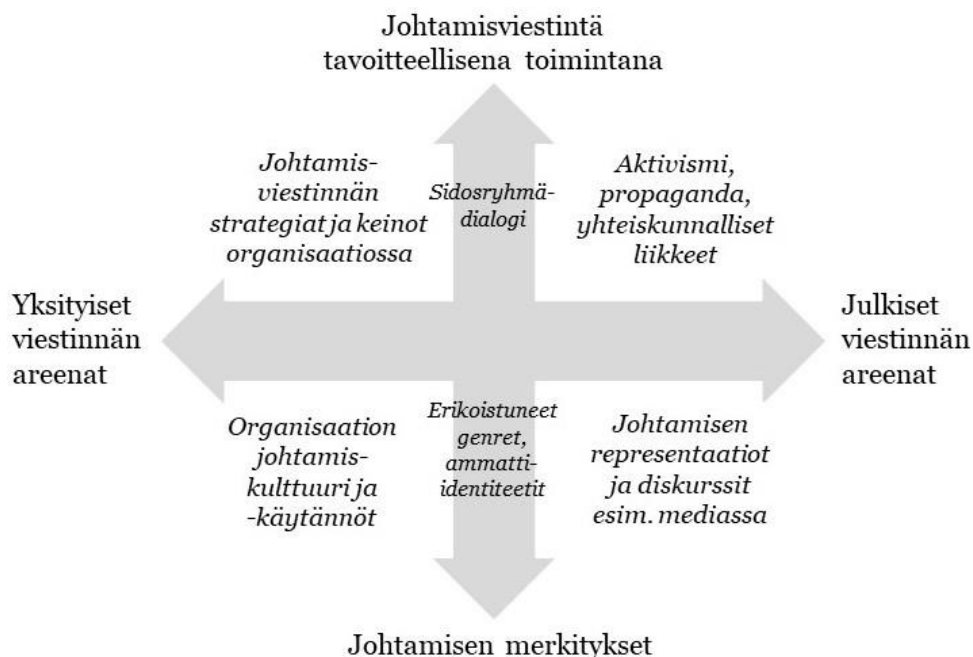 Johtamisviestintä
tavoitteellisena toimintana
Johtamis-
viestinnän
strategiat ja keinot
organisaatiossa
Sidosryhmä-
dialogi
Aktivismi,
propaganda,
yhteiskunnalliset
liikkeet
Yksityiset
viestinnän
areenat
Julkiset
viestinnän
areenat
Organisaation
johtamis-
kulttuuri ja
-käytännöt
Erikoistuneet
genret,
ammatti-
identiteetit
Johtamisen
representaatiot
ja diskurssit
esim. mediassa
Johtamisen merkitykset